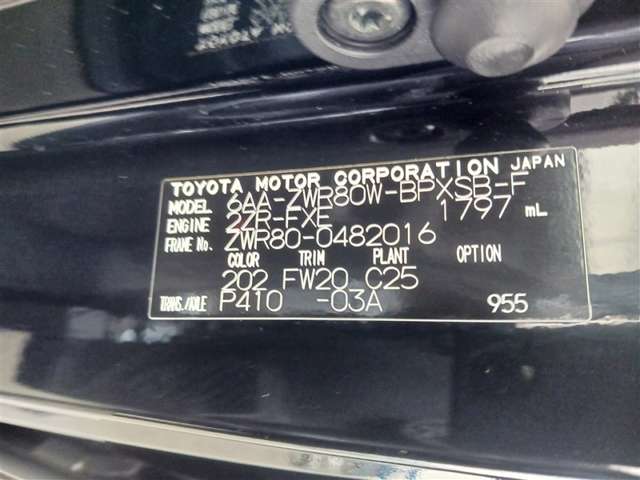 TOYOTA MOTOR CORPORATION JAPAN
MODEL 6AA-ZWR80W-BPXSB-F
ENGINE 2ZR-FXE 1797 mL
FRAME No. ZWR80-0482016
COLOR TRIM PLANT OPTION
202 FW20 C25
TRANS./AXLE P410 -03A 955